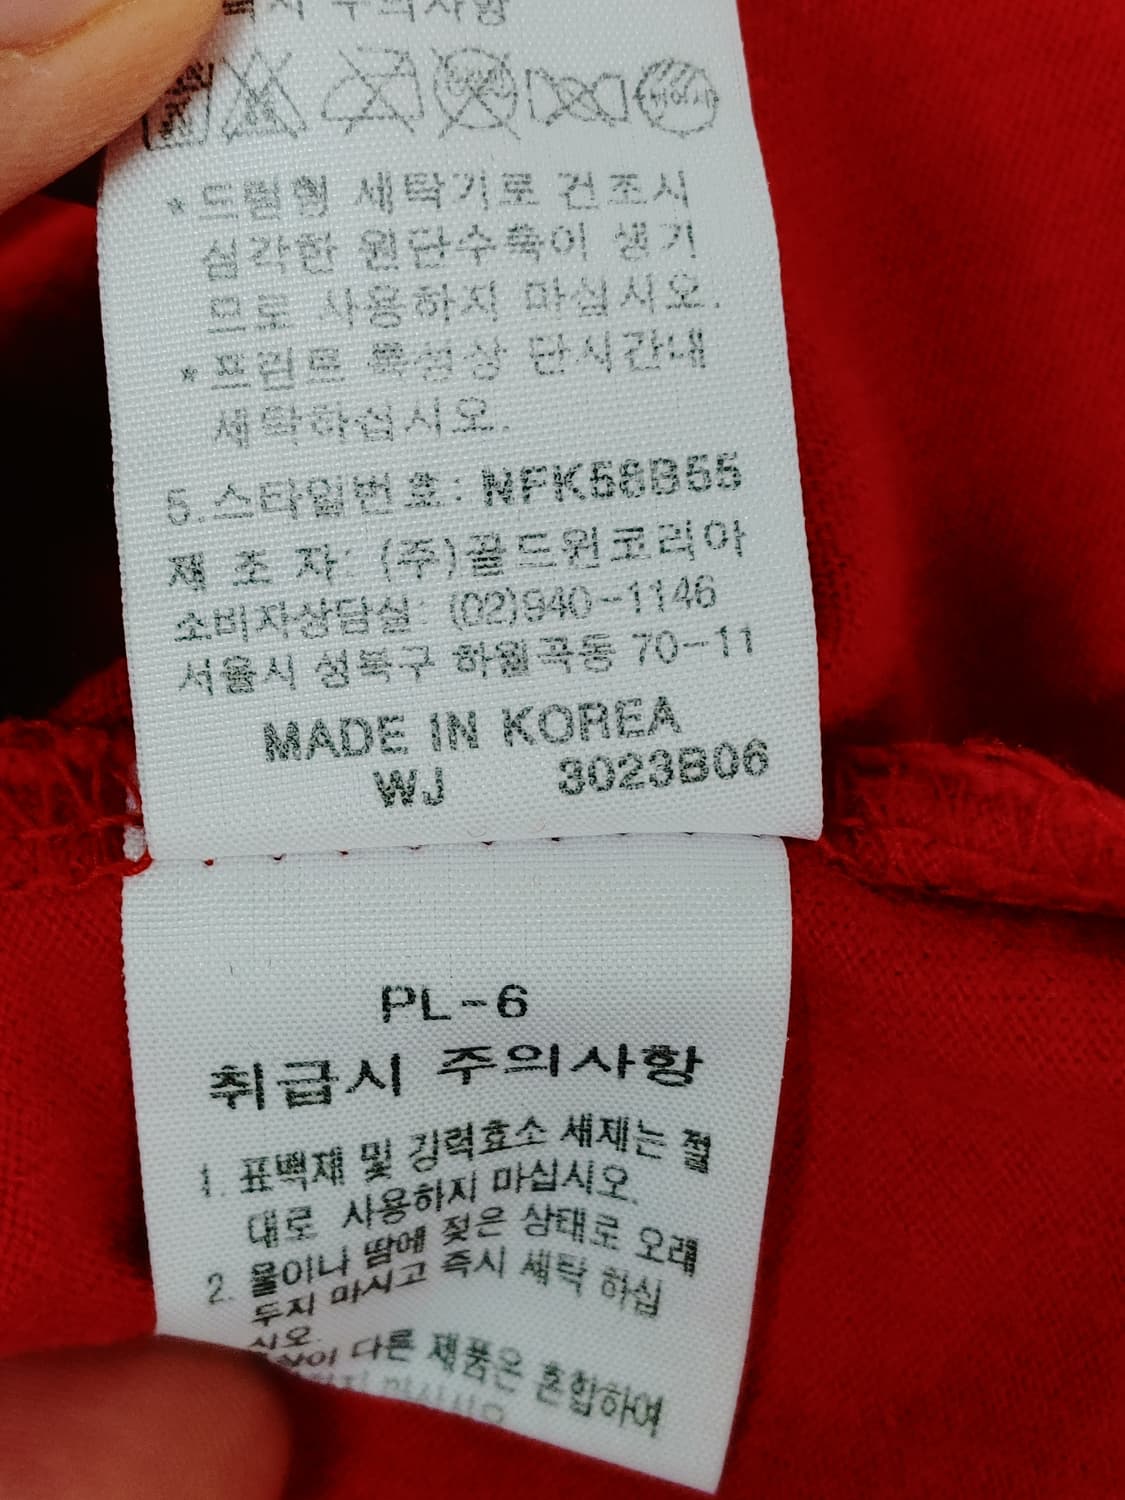 주의사항
*드럼형 세탁기로 건조시
심각한 원단수축이 생기
므로 사용하지 마십시오.
*프린트 특성상 단시간내
세탁하십시오.
5.스타일번호: NFK58B55
제 조 자: (주)골드윈코리아
소비자상담실: (02)940-1146
서울시 성북구 하월곡동 70-11
MADE IN KOREA
WJ 3023B06
PL-6
취급시 주의사항
1. 표백제 및 강력효소 세제는 절
대로 사용하지 마십시오.
2. 물이나 땀에 젖은 상태로 오래
두지 마시고 즉시 세탁 하십
시오.
이 다른 제품은 혼합하여